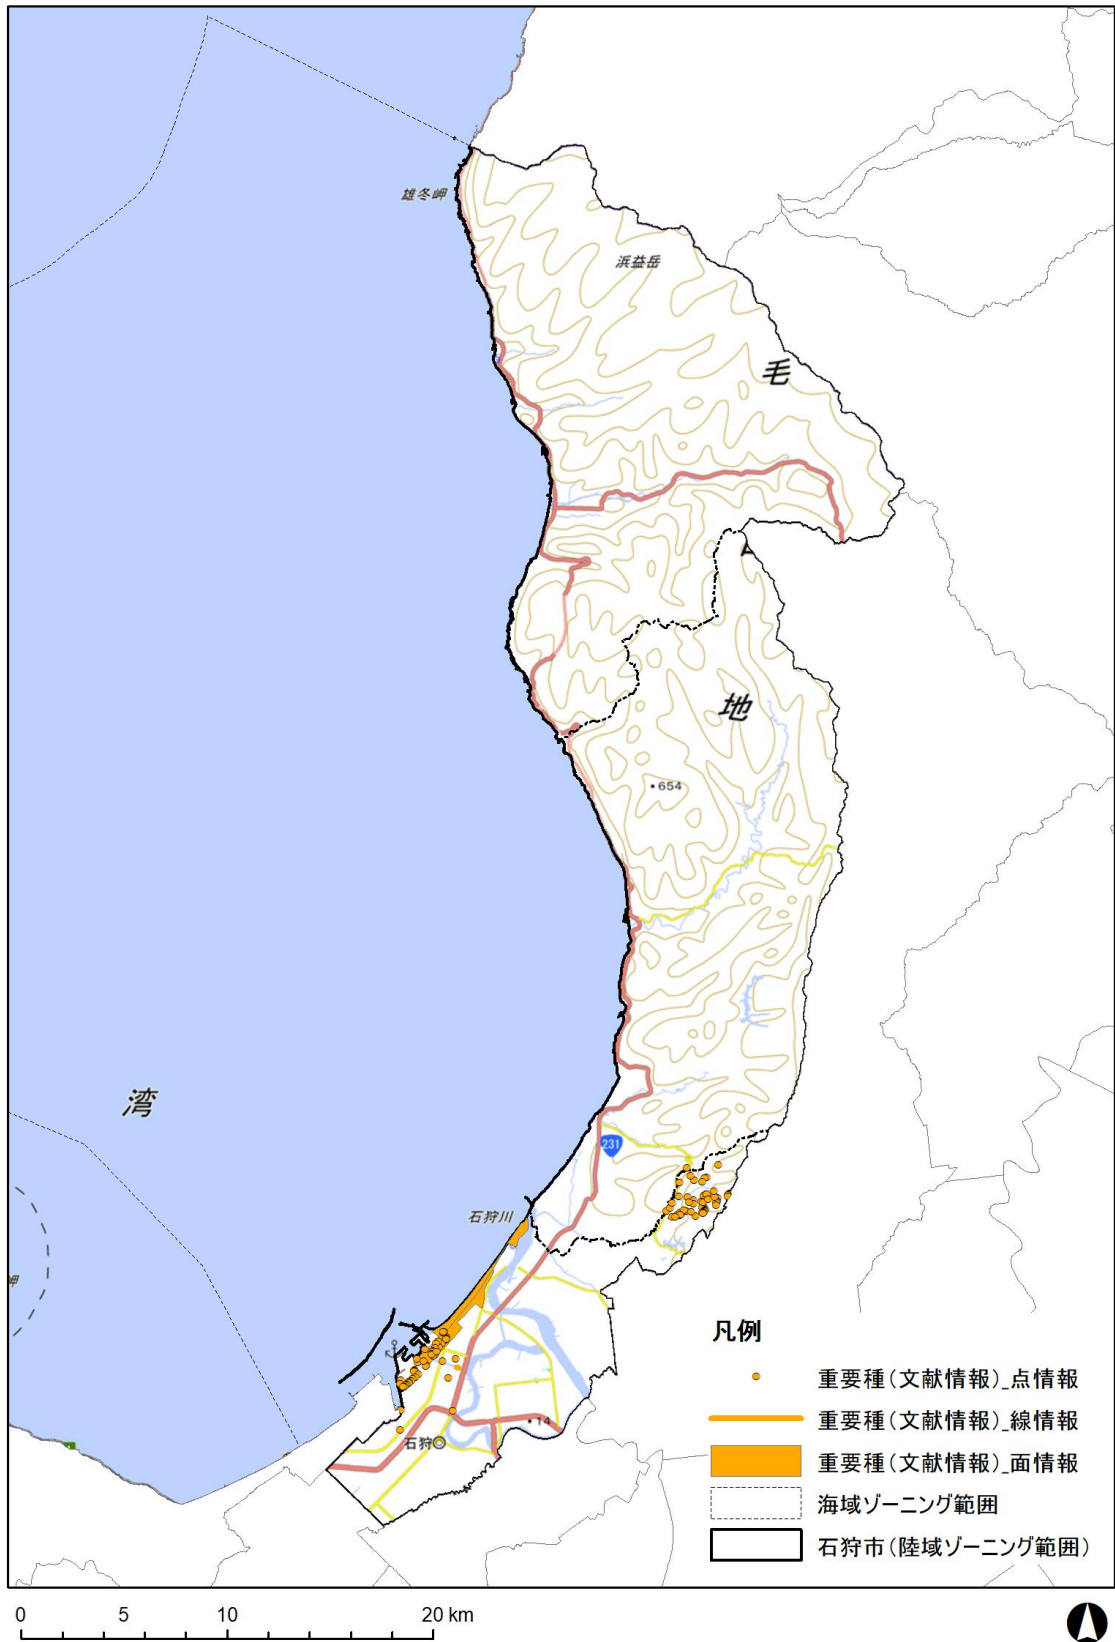 雄冬岬
浜益岳
毛
地
・654
湾
231
石狩川
岬
石狩◎
・14
凡例
重要種(文献情報)_点情報
重要種(文献情報)_線情報
重要種(文献情報)_面情報
海域ゾーニング範囲
石狩市(陸域ゾーニング範囲)
0 5 10 20 km